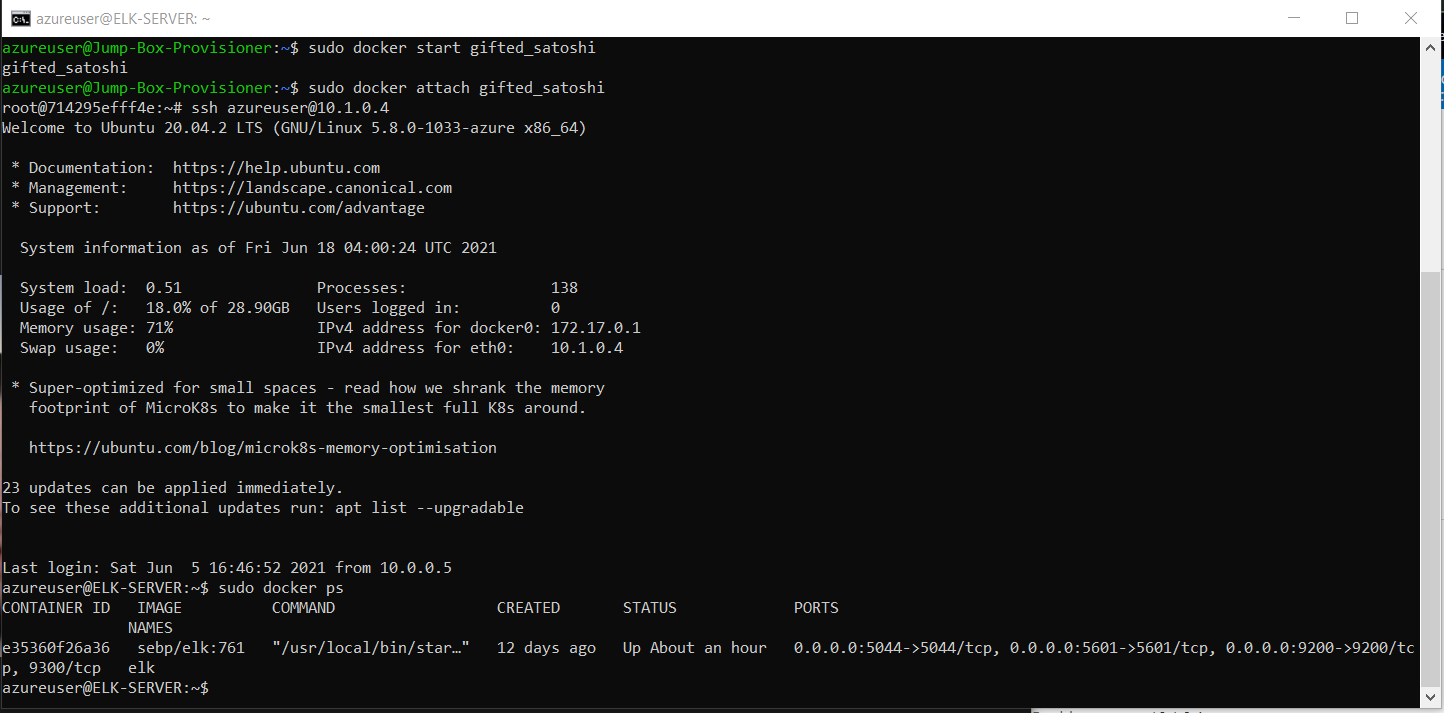 azureuser@ELK-SERVER: ~
azureuser@Jump-Box-Provisioner:~$ sudo docker start gifted_satoshi
gifted_satoshi
azureuser@Jump-Box-Provisioner:~$ sudo docker attach gifted_satoshi
root@714295efff4e:~# ssh azureuser@10.1.0.4
Welcome to Ubuntu 20.04.2 LTS (GNU/Linux 5.8.0-1033-azure x86_64)
* Documentation:  https://help.ubuntu.com
* Management:     https://landscape.canonical.com
* Support:        https://ubuntu.com/advantage
System information as of Fri Jun 18 04:00:24 UTC 2021
System load:  0.51               Processes:                138
Usage of /:   18.0% of 28.90GB   Users logged in:          0
Memory usage: 71%                IPv4 address for docker0: 172.17.0.1
Swap usage:   0%                 IPv4 address for eth0:    10.1.0.4
* Super-optimized for small spaces - read how we shrank the memory
footprint of MicroK8s to make it the smallest full K8s around.
https://ubuntu.com/blog/microk8s-memory-optimisation
23 updates can be applied immediately.
To see these additional updates run: apt list --upgradable
Last login: Sat Jun  5 16:46:52 2021 from 10.0.0.5
azureuser@ELK-SERVER:~$ sudo docker ps
CONTAINER ID   IMAGE          COMMAND                  CREATED       STATUS             PORTS
NAMES
e35360f26a36   sebp/elk:761   "/usr/local/bin/star…"   12 days ago   Up About an hour   0.0.0.0:5044->5044/tcp, 0.0.0.0:5601->5601/tcp, 0.0.0.0:9200->9200/tc
p, 9300/tcp   elk
azureuser@ELK-SERVER:~$